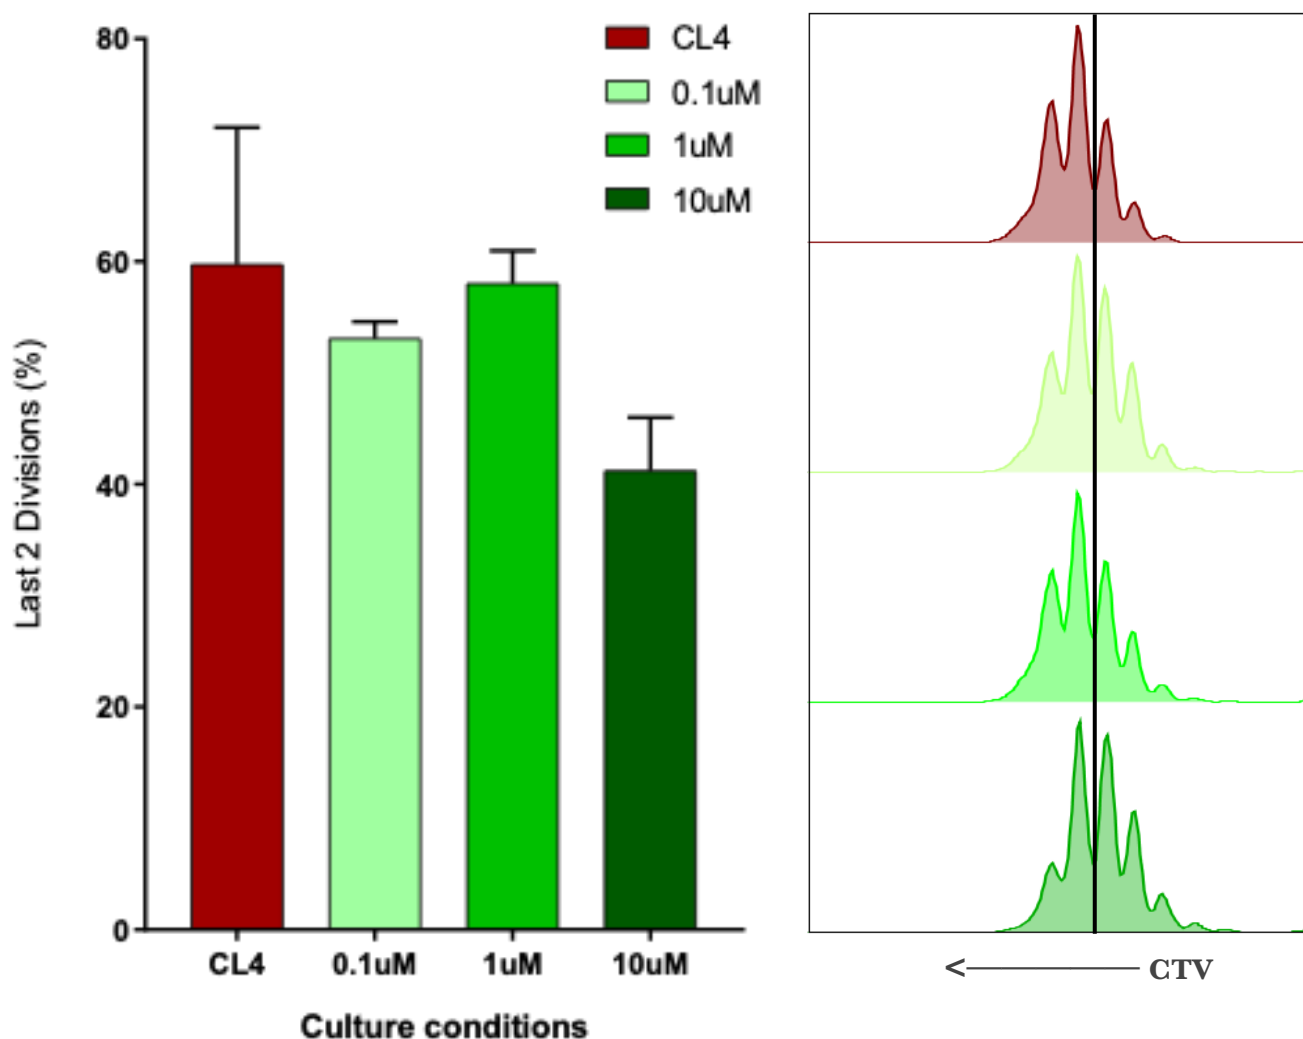 80
60
40
20
0
Last 2 Divisions (%)
CL4
0.1uM
1uM
10uM
CL4
0.1uM
1uM
10uM
Culture conditions
< CTV